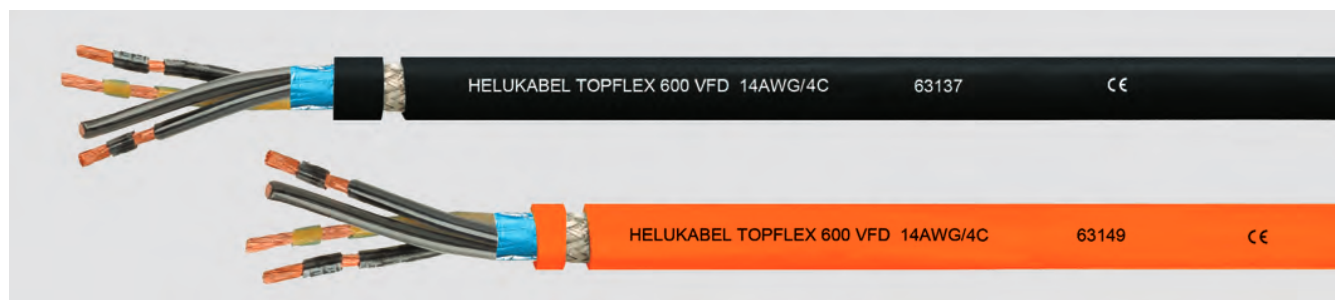 HELUKABEL TOPFLEX 600 VFD 14AWG/4C 63137 CE
HELUKABEL TOPFLEX 600 VFD 14AWG/4C 63149 CE